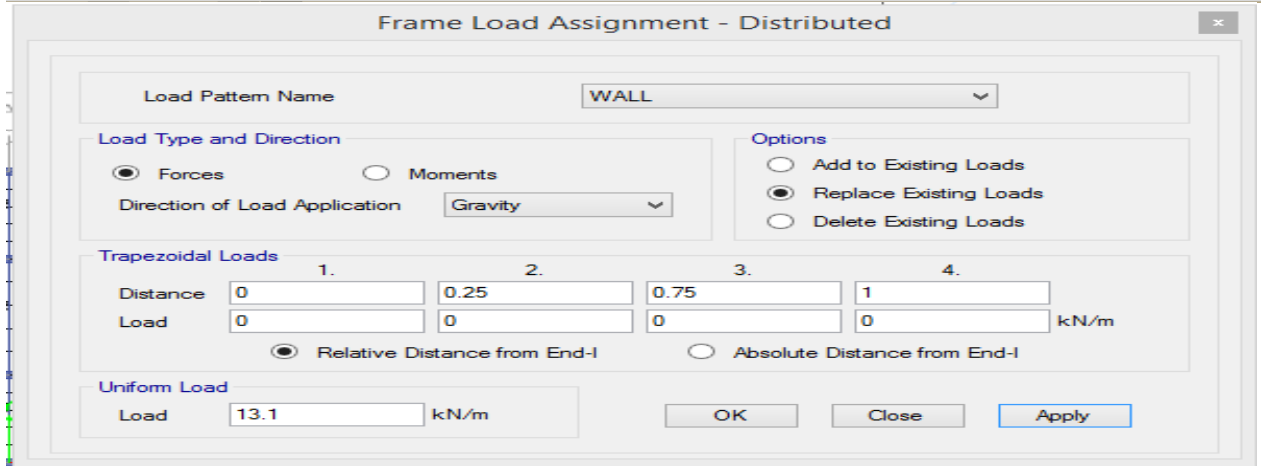 Frame Load Assignment - Distributed
x
Load Pattern Name WALL
Load Type and Direction
Forces Moments
Direction of Load Application Gravity
Options
Add to Existing Loads
Replace Existing Loads
Delete Existing Loads
Trapezoidal Loads
1. 2. 3. 4.
Distance 0 0.25 0.75 1
Load 0 0 0 0 kN/m
Relative Distance from End-I Absolute Distance from End-I
Uniform Load
Load 13.1 kN/m
OK Close Apply